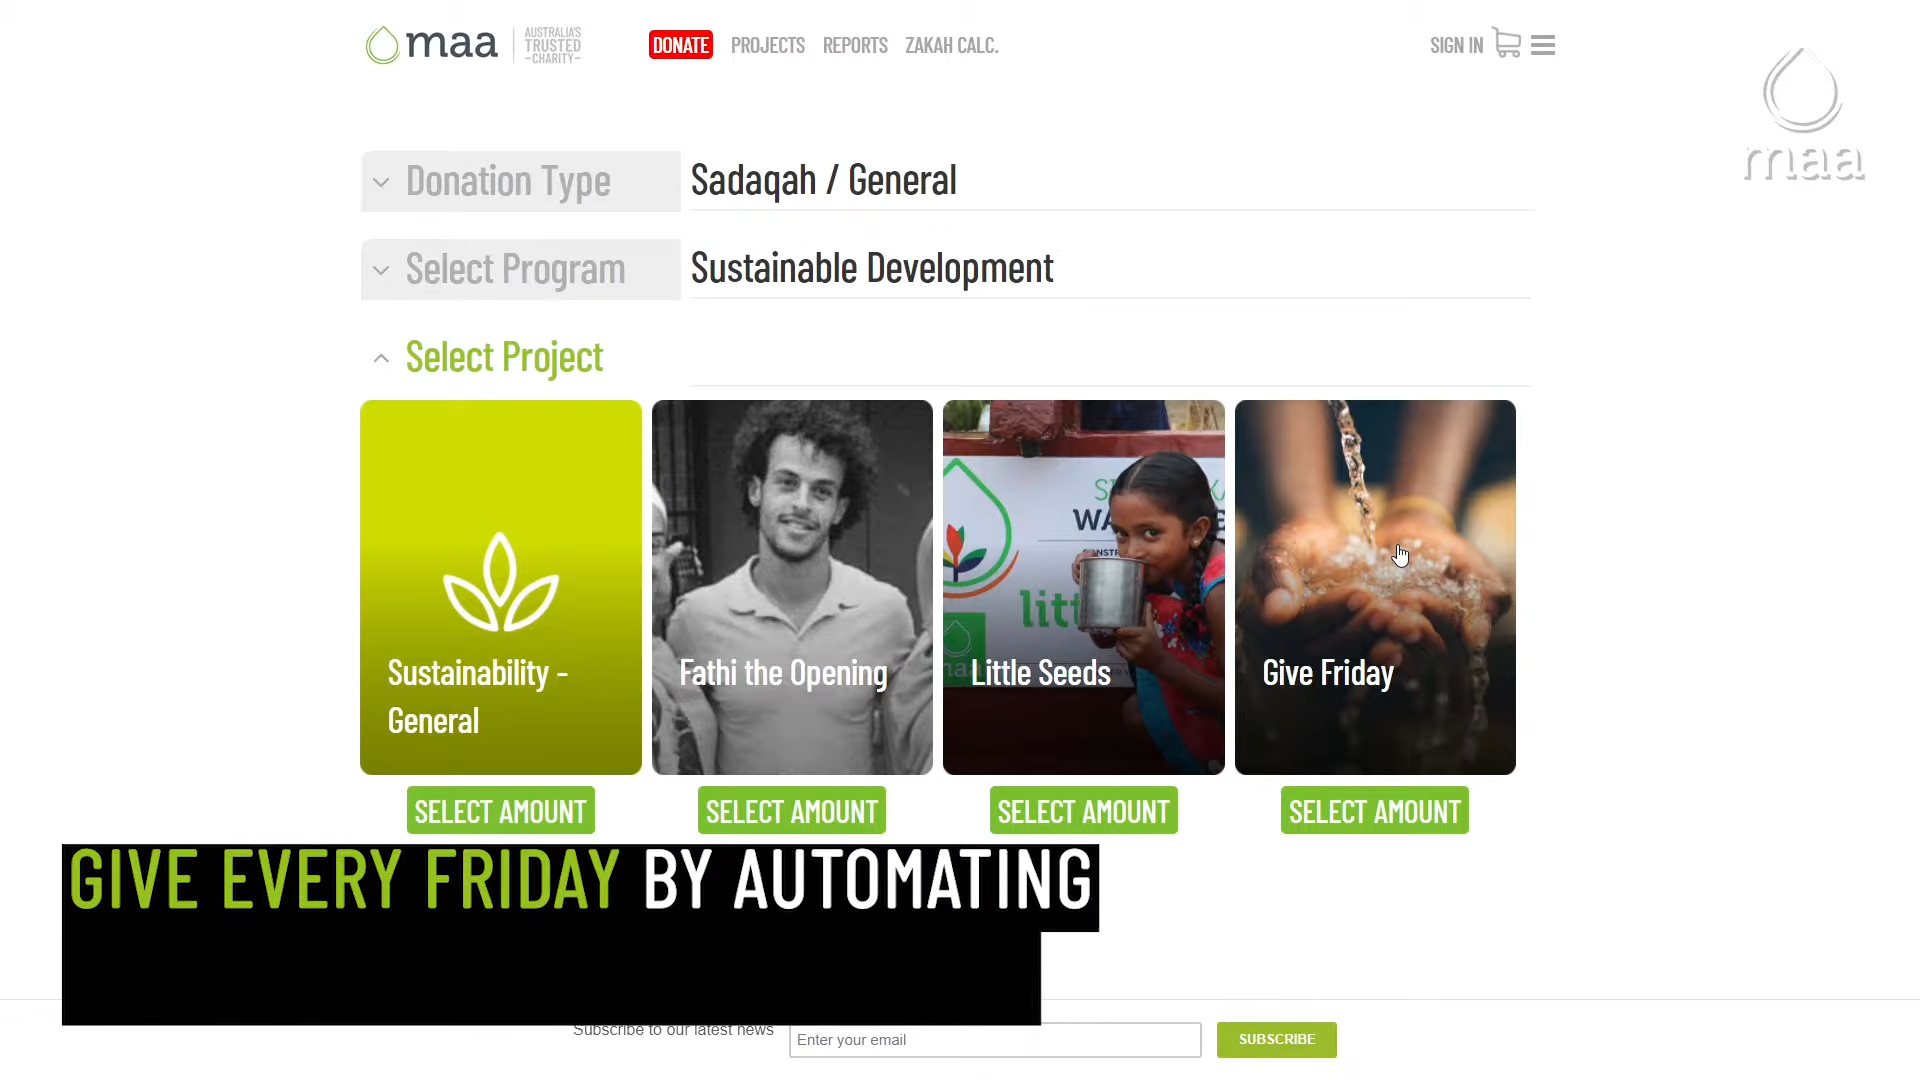 maa
AUSTRALIA'S
TRUSTED
-CHARITY-
DONATE PROJECTS REPORTS ZAKAH CALC.
SIGN IN
maa
Donation Type Sadaqah / General
Select Program Sustainable Development
Select Project
Sustainability -
General
Fathi the Opening
Little Seeds
Give Friday
SELECT AMOUNT SELECT AMOUNT SELECT AMOUNT SELECT AMOUNT
GIVE EVERY FRIDAY BY AUTOMATING
Subscribe to our latest news
Enter your email
SUBSCRIBE